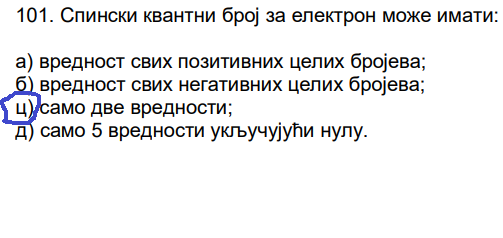 101. Спински квантни број за електрон може имати:
а) вредност свих позитивних целих бројева;
б) вредност свих негативних целих бројева;
ц) само две вредности;
д) само 5 вредности укључујући нулу.